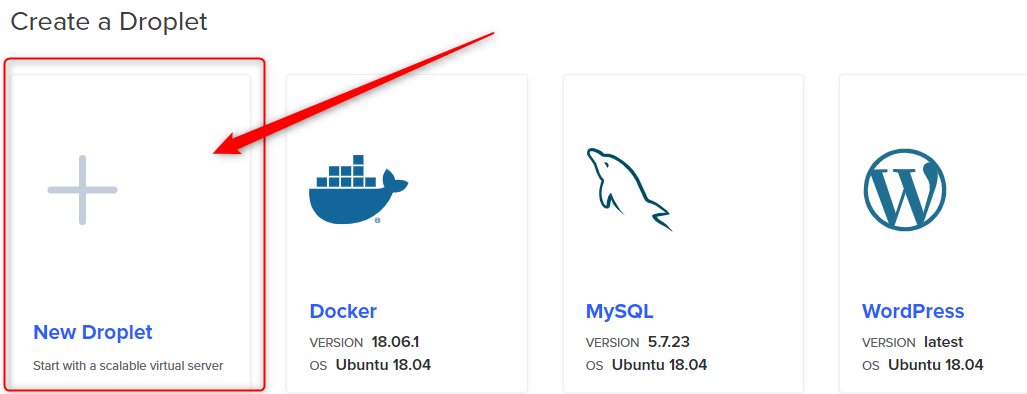 Create a Droplet
New Droplet
Start with a scalable virtual server
Docker
VERSION 18.06.1
OS Ubuntu 18.04
MySQL
VERSION 5.7.23
OS Ubuntu 18.04
WordPress
VERSION latest
OS Ubuntu 18.04